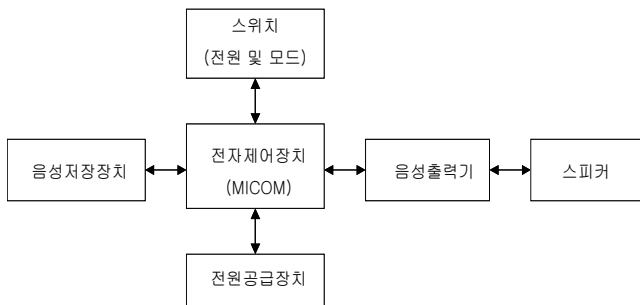 스위치
(전원 및 모드)
음성저장장치
전자제어장치
(MICOM)
음성출력기
스피커
전원공급장치